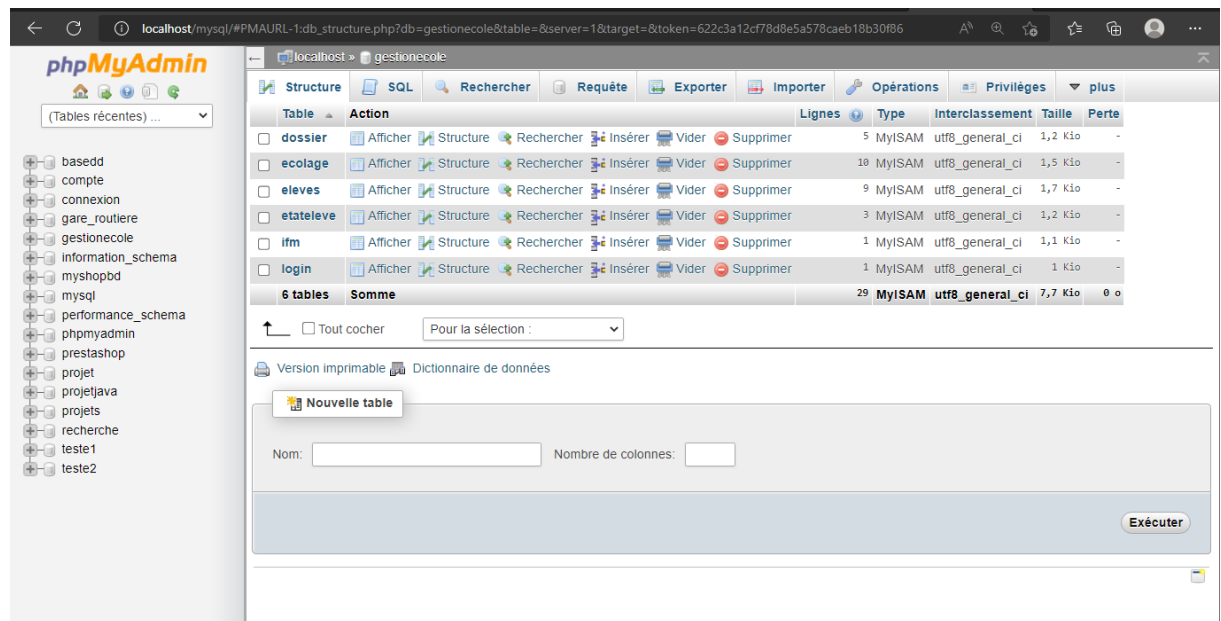 localhost/mysql/#PMAURL-1:db_structure.php?db=gestionecole&table=&server=1&target=&token=622c3a12cf78d8e5a578caeb18b30f86
phpMyAdmin
(Tables récentes) ...
basedd
compte
connexion
gare_routiere
gestionecole
information_schema
myshopbd
mysql
performance_schema
phpmyadmin
prestashop
projet
projetjava
projets
recherche
teste1
teste2
localhost » gestionecole
Structure SQL Rechercher Requête Exporter Importer Opérations Privilèges plus
Table Action Lignes Type Interclassement Taille Perte
dossier Afficher Structure Rechercher Insérer Vider Supprimer 5 MyISAM utf8_general_ci 1,2 Kio -
ecolage Afficher Structure Rechercher Insérer Vider Supprimer 10 MyISAM utf8_general_ci 1,5 Kio -
eleves Afficher Structure Rechercher Insérer Vider Supprimer 9 MyISAM utf8_general_ci 1,7 Kio -
etateleve Afficher Structure Rechercher Insérer Vider Supprimer 3 MyISAM utf8_general_ci 1,2 Kio -
ifm Afficher Structure Rechercher Insérer Vider Supprimer 1 MyISAM utf8_general_ci 1,1 Kio -
login Afficher Structure Rechercher Insérer Vider Supprimer 1 MyISAM utf8_general_ci 1 Kio -
6 tables Somme 29 MyISAM utf8_general_ci 7,7 Kio 0 o
Tout cocher Pour la sélection :
Version imprimable Dictionnaire de données
Nouvelle table
Nom: Nombre de colonnes:
Exécuter